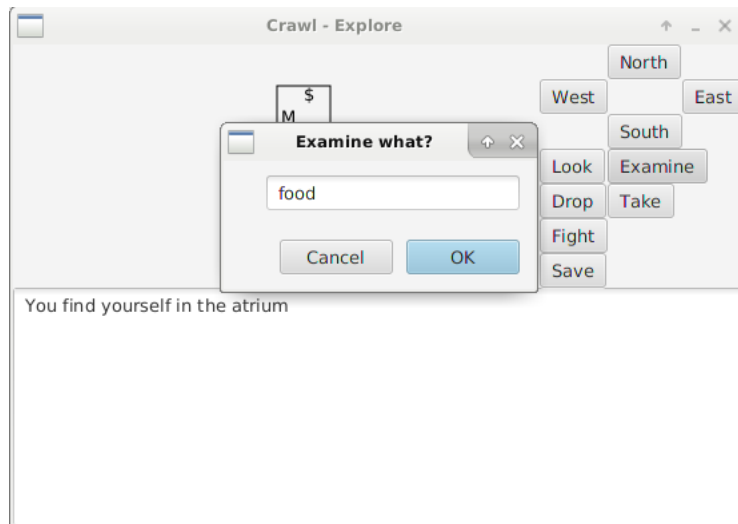 Crawl - Explore
North
$
West
East
M
Examine what?
South
Look
Examine
food
Drop
Take
Fight
Cancel
OK
Save
You find yourself in the atrium